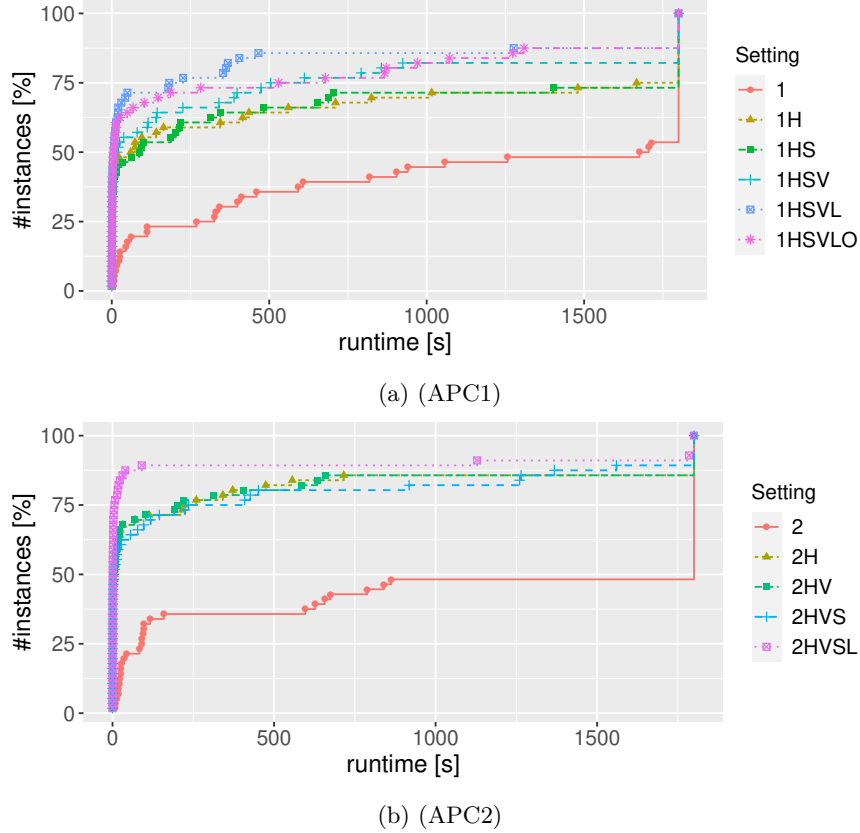 100
75
50
25
0
#instances [%]
0 500 1000 1500
runtime [s]
Setting
1
1H
1HS
1HSV
1HSVL
1HSVLO
(a) (APC1)
100
75
50
25
0
#instances [%]
0 500 1000 1500
runtime [s]
Setting
2
2H
2HV
2HVS
2HVSL
(b) (APC2)